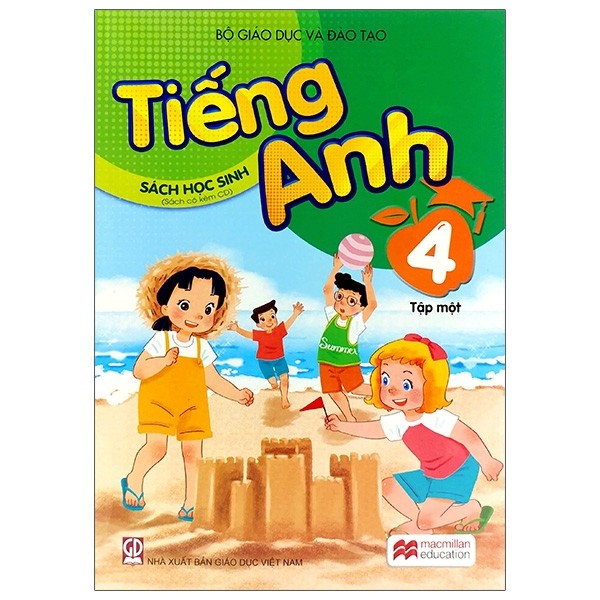 BỘ GIÁO DỤC VÀ ĐÀO TẠO
Tiếng
Anh
SÁCH HỌC SINH
(Sách có kèm CD)
4
Tập một
Summer
GD
NHÀ XUẤT BẢN GIÁO DỤC VIỆT NAM
macmillan
education